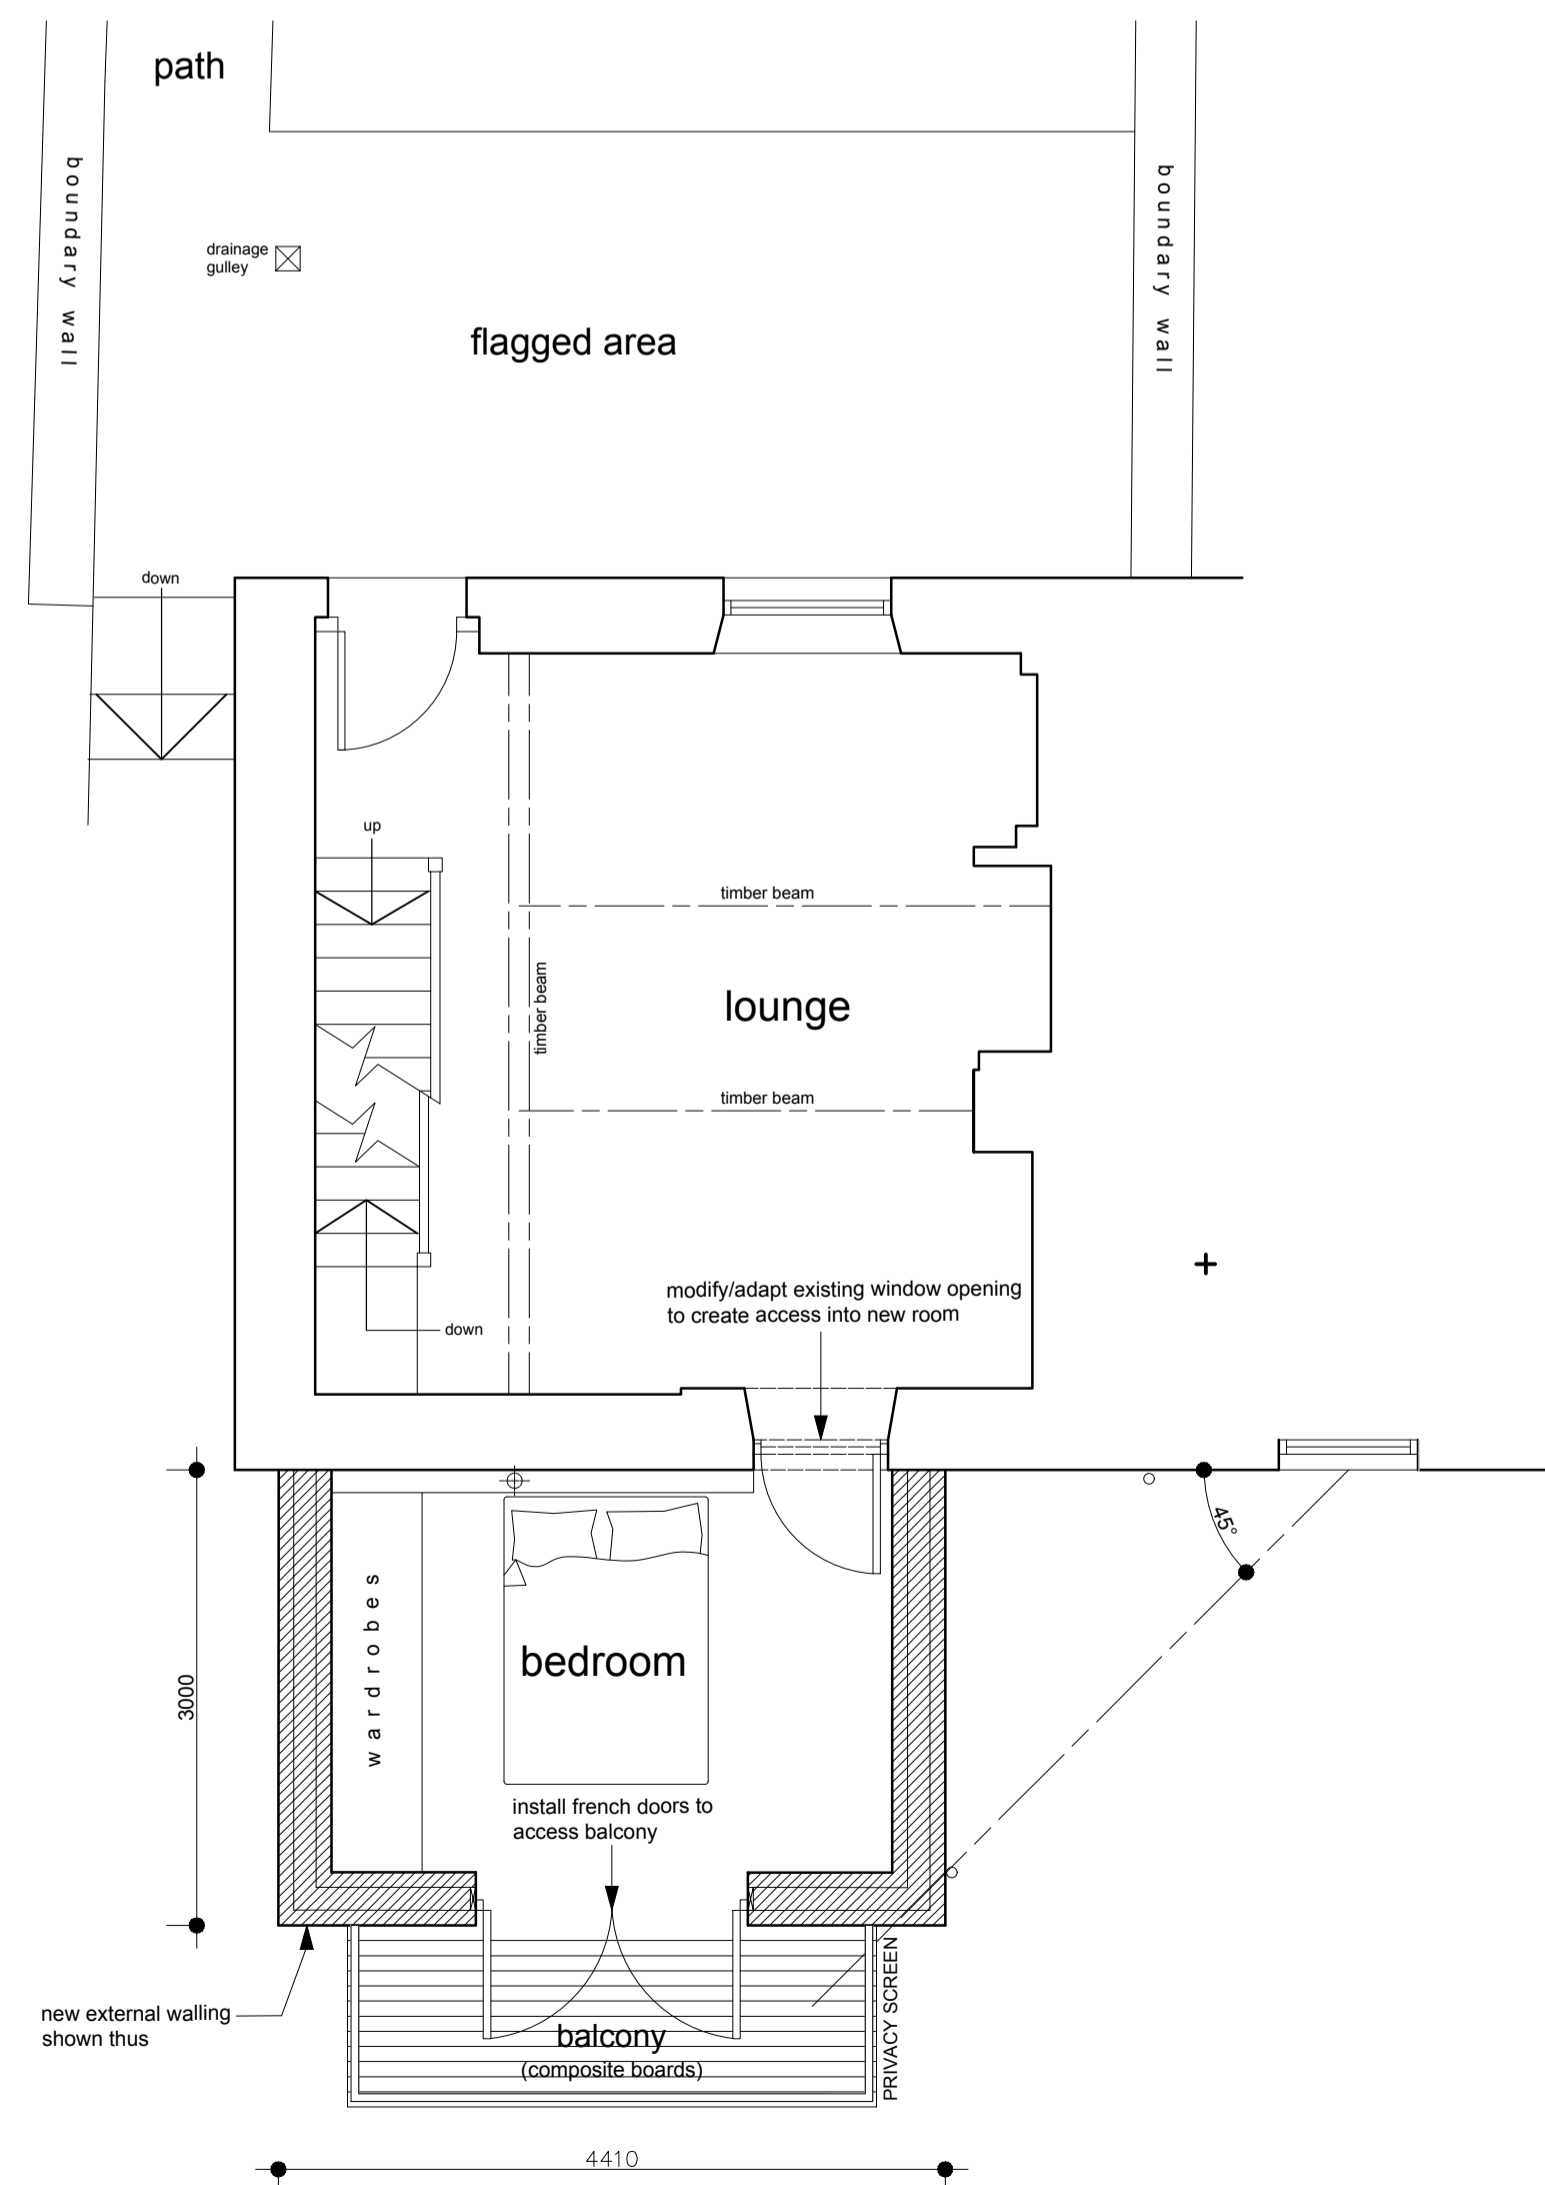 path
boundary wall
boundary wall
drainage
gulley
flagged area
down
up
timber beam
timber beam
lounge
timber beam
modify/adapt existing window opening
to create access into new room
down
45°
wardrobes
bedroom
3000
install french doors to
access balcony
new external walling
shown thus
balcony
(composite boards)
PRIVACY SCREEN
4410